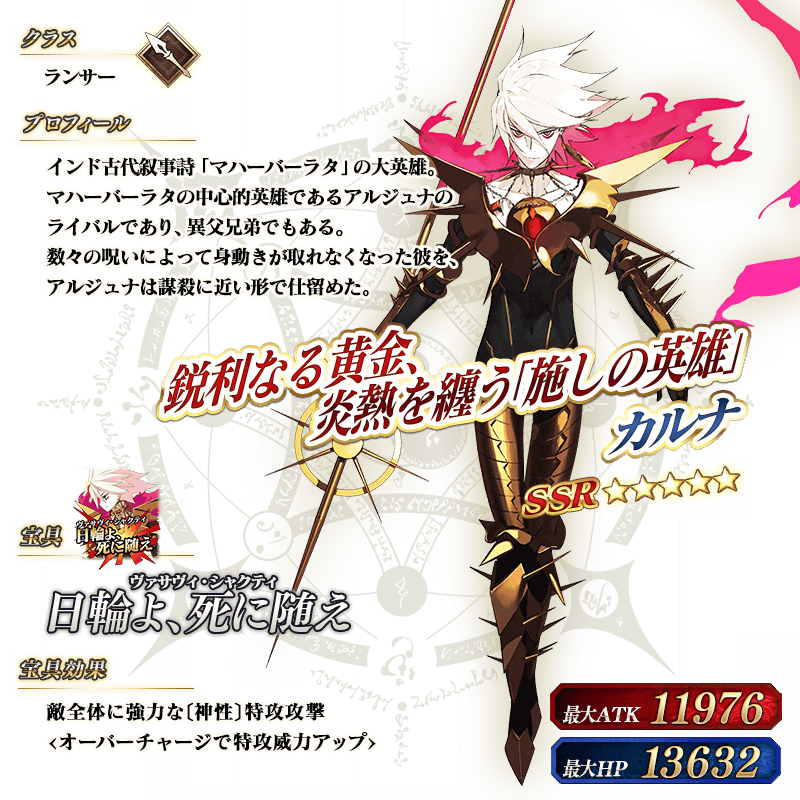 クラス
ランサー
プロフィール
インド古代叙事詩「マハーバーラタ」の大英雄。
マハーバーラタの中心的英雄であるアルジュナの
ライバルであり、異父兄弟でもある。
数々の呪いによって身動きが取れなくなった彼を、
アルジュナは謀殺に近い形で仕留めた。
鋭利なる黄金、
炎熱を纏う「施しの英雄」
カルナ
SSR ☆☆☆☆☆
宝具
ヴァサヴィ・シャクティ
日輪よ、
死に随え
ヴァサヴィ・シャクティ
日輪よ、死に随え
宝具効果
敵全体に強力な〔神性〕特攻攻撃
<オーバーチャージで特攻威力アップ>
最大ATK 11976
最大HP 13632